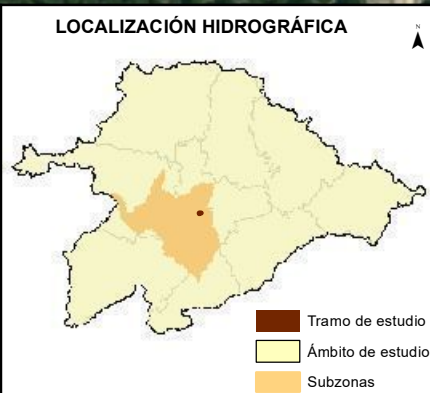 LOCALIZACIÓN HIDROGRÁFICA
N
Tramo de estudio
Ámbito de estudio
Subzonas